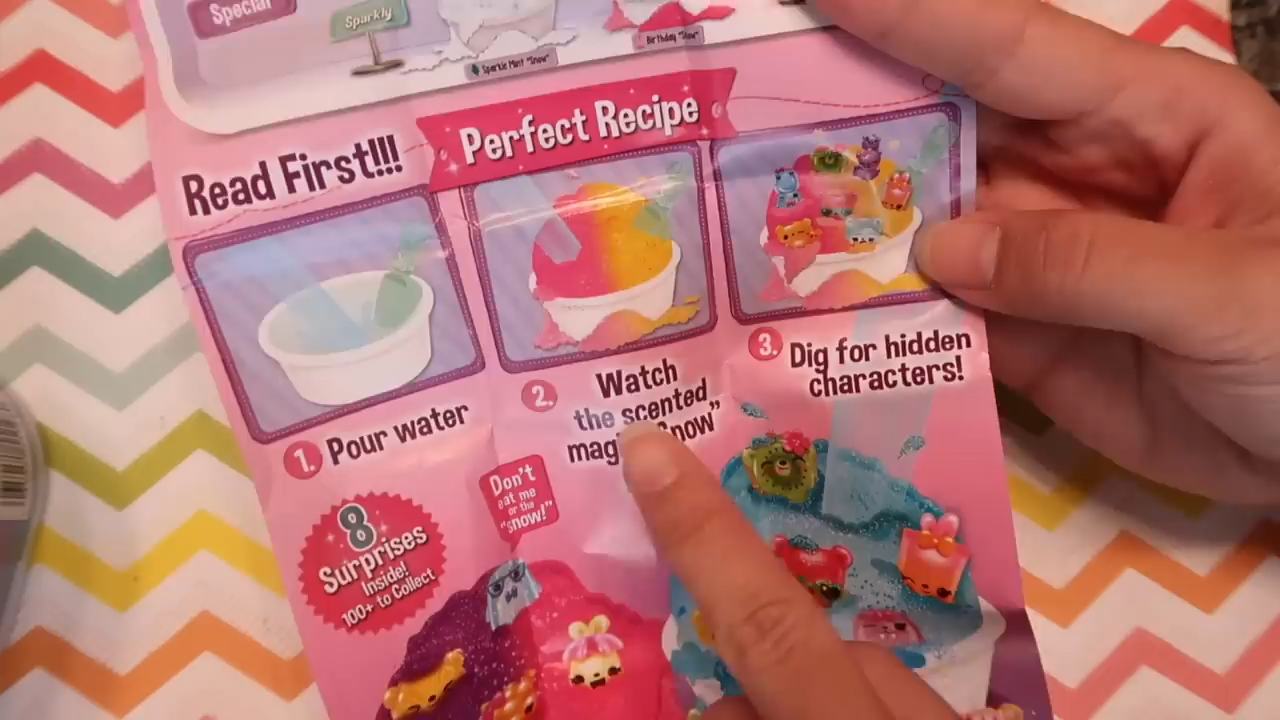 Special
Sparkly
Sparkle Mint "Snow"
Birthday "Snow"
Read First!!!
Perfect Recipe
1. Pour water
2. Watch
the scented
now"
3. Dig for hidden
characters!
8
Surprises
Inside!
100+ to Collect
Don't
eat me
or the
"snow!"